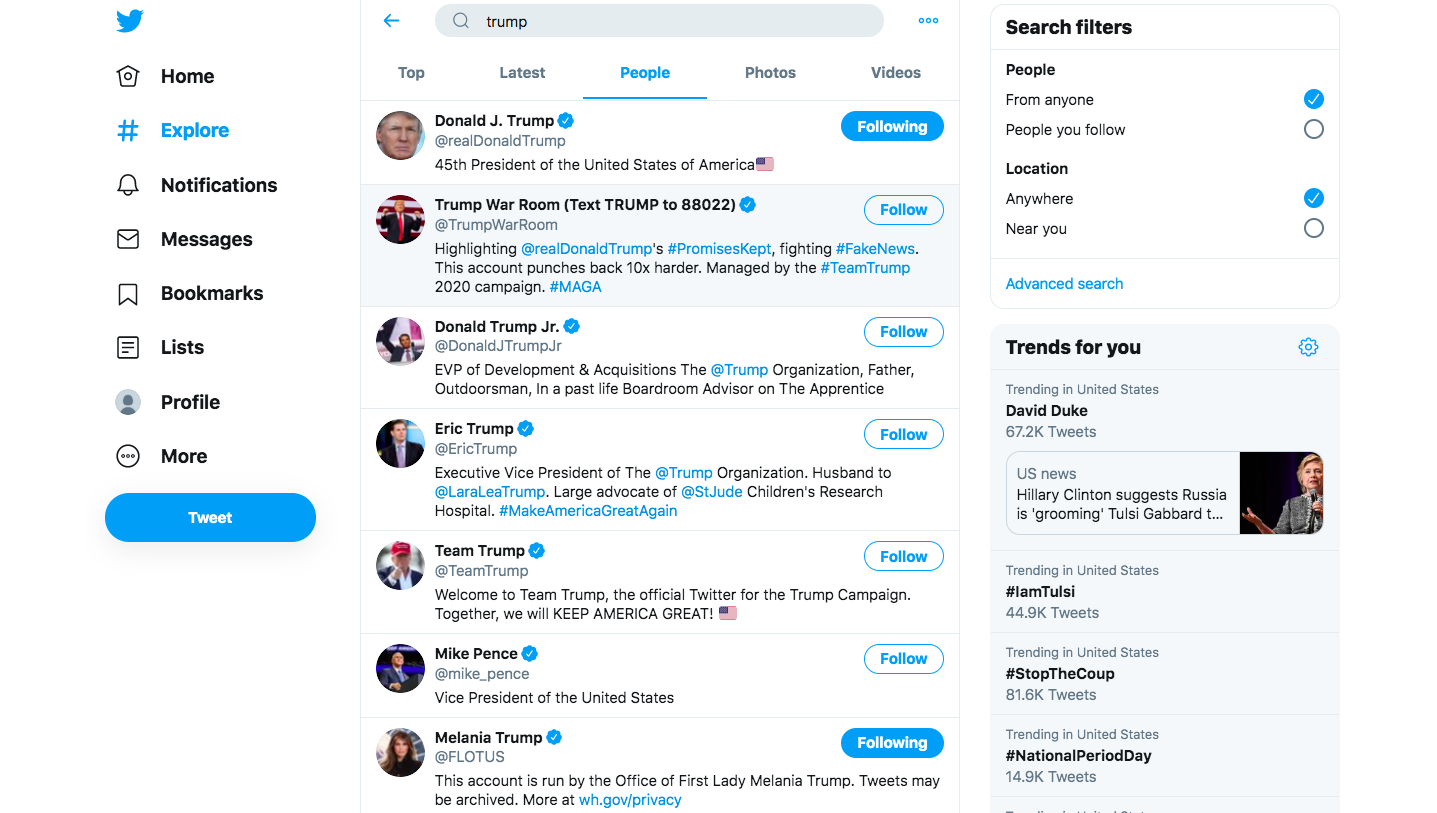 Home
Explore
Notifications
Messages
Bookmarks
Lists
Profile
More
Tweet
trump
Top Latest People Photos Videos
Donald J. Trump
Following
@realDonaldTrump
45th President of the United States of America🇺🇸
Trump War Room (Text TRUMP to 88022)
Follow
@TrumpWarRoom
Highlighting @realDonaldTrump's #PromisesKept, fighting #FakeNews.
This account punches back 10x harder. Managed by the #TeamTrump
2020 campaign. #MAGA
Donald Trump Jr.
Follow
@DonaldJTrumpJr
EVP of Development & Acquisitions The @Trump Organization, Father,
Outdoorsman, In a past life Boardroom Advisor on The Apprentice
Eric Trump
Follow
@EricTrump
Executive Vice President of The @Trump Organization. Husband to
@LaraLeaTrump. Large advocate of @StJude Children's Research
Hospital. #MakeAmericaGreatAgain
Team Trump
Follow
@TeamTrump
Welcome to Team Trump, the official Twitter for the Trump Campaign.
Together, we will KEEP AMERICA GREAT! 🇺🇸
Mike Pence
Follow
@mike_pence
Vice President of the United States
Melania Trump
Following
@FLOTUS
This account is run by the Office of First Lady Melania Trump. Tweets may
be archived. More at wh.gov/privacy
Search filters
People
From anyone
People you follow
Location
Anywhere
Near you
Advanced search
Trends for you
Trending in United States
David Duke
67.2K Tweets
US news
Hillary Clinton suggests Russia
is 'grooming' Tulsi Gabbard t...
Trending in United States
#IamTulsi
44.9K Tweets
Trending in United States
#StopTheCoup
81.6K Tweets
Trending in United States
#NationalPeriodDay
14.9K Tweets